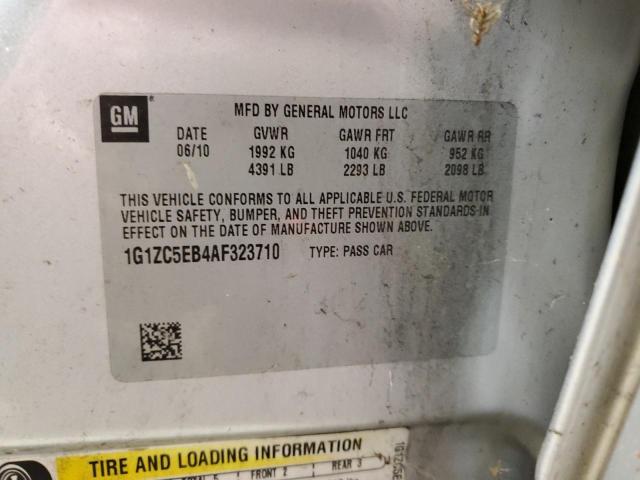 GM
MFD BY GENERAL MOTORS LLC
DATE GVWR GAWR FRT GAWR RR
06/10 1992 KG 1040 KG 952 KG
4391 LB 2293 LB 2098 LB
THIS VEHICLE CONFORMS TO ALL APPLICABLE U.S. FEDERAL MOTOR
VEHICLE SAFETY, BUMPER, AND THEFT PREVENTION STANDARDS IN
EFFECT ON THE DATE OF MANUFACTURE SHOWN ABOVE.
1G1ZC5EB4AF323710 TYPE: PASS CAR
TIRE AND LOADING INFORMATION
FRONT 2 REAR 3
1G1ZC5E